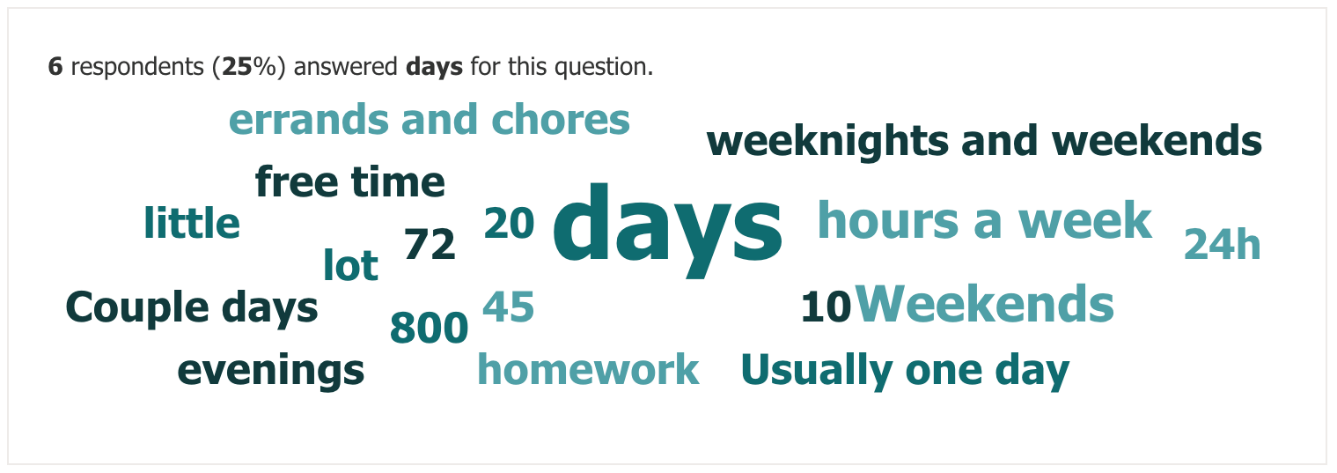 6 respondents (25%) answered days for this question.
errands and chores
weeknights and weekends
free time
little
72
20
days
hours a week
24h
lot
Couple days
800
45
10
Weekends
evenings
homework
Usually one day